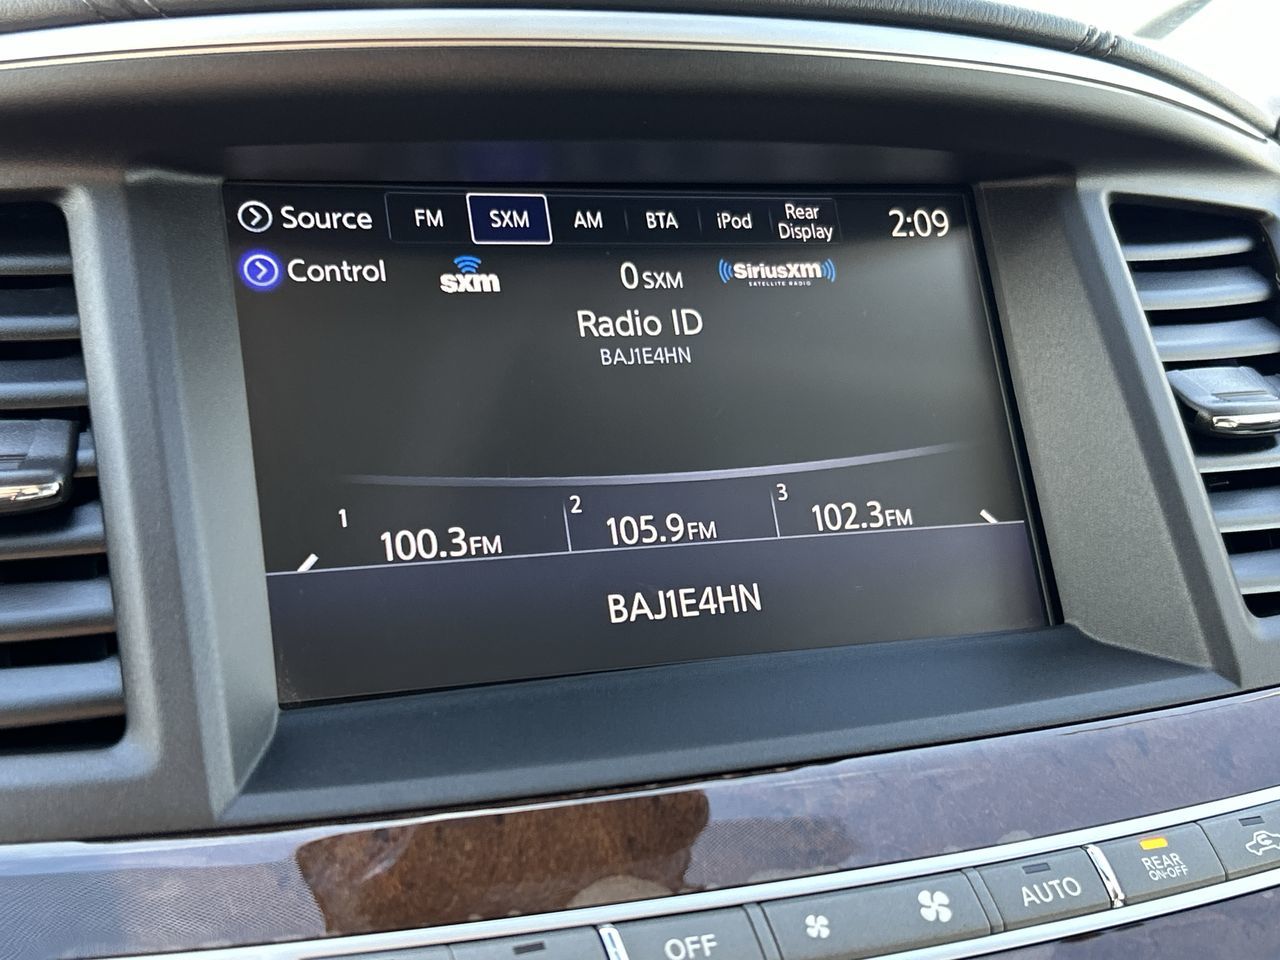 Source FM SXM AM BTA iPod Rear Display 2:09
Control sxm 0 SXM SiriusXM
SATELLITE RADIO
Radio ID
BAJ1E4HN
1 100.3FM 2 105.9FM 3 102.3FM
BAJ1E4HN
OFF AUTO REAR
ON·OFF